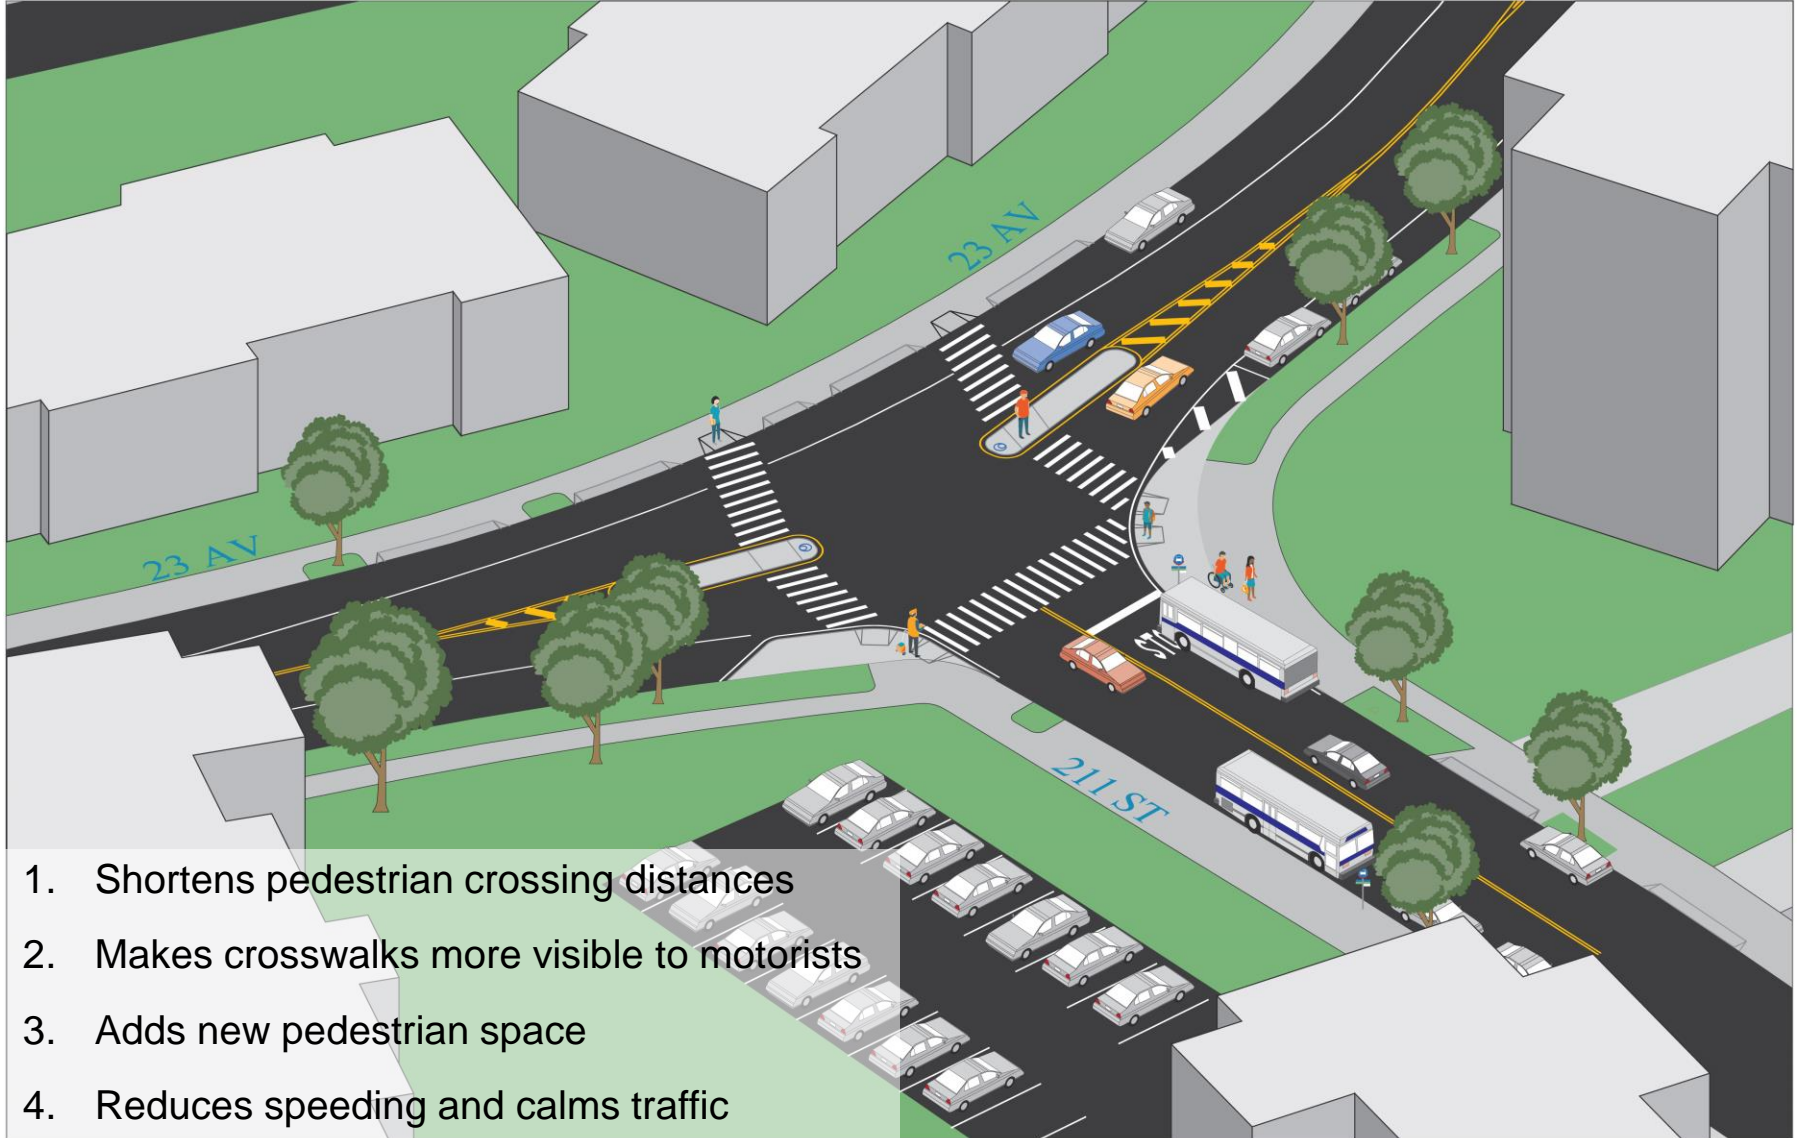 23 AV
23 AV
211 ST
1. Shortens pedestrian crossing distances
2. Makes crosswalks more visible to motorists
3. Adds new pedestrian space
4. Reduces speeding and calms traffic